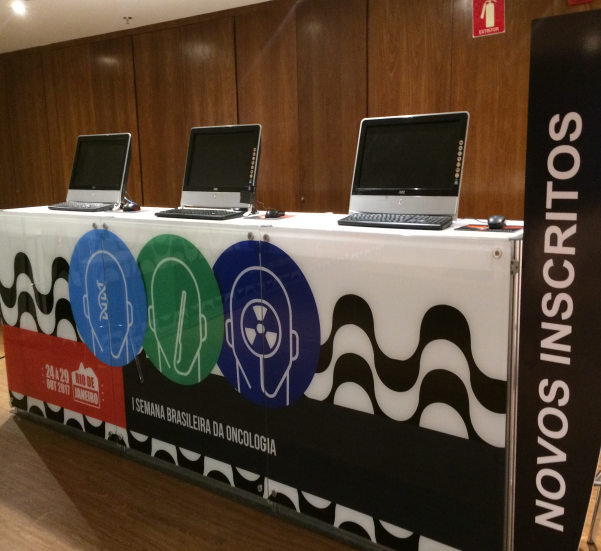 EXTINTOR
NOVOS INSCRITOS
24 A 29
OUT 2017
RIO DE
JANEIRO
I SEMANA BRASILEIRA DA ONCOLOGIA